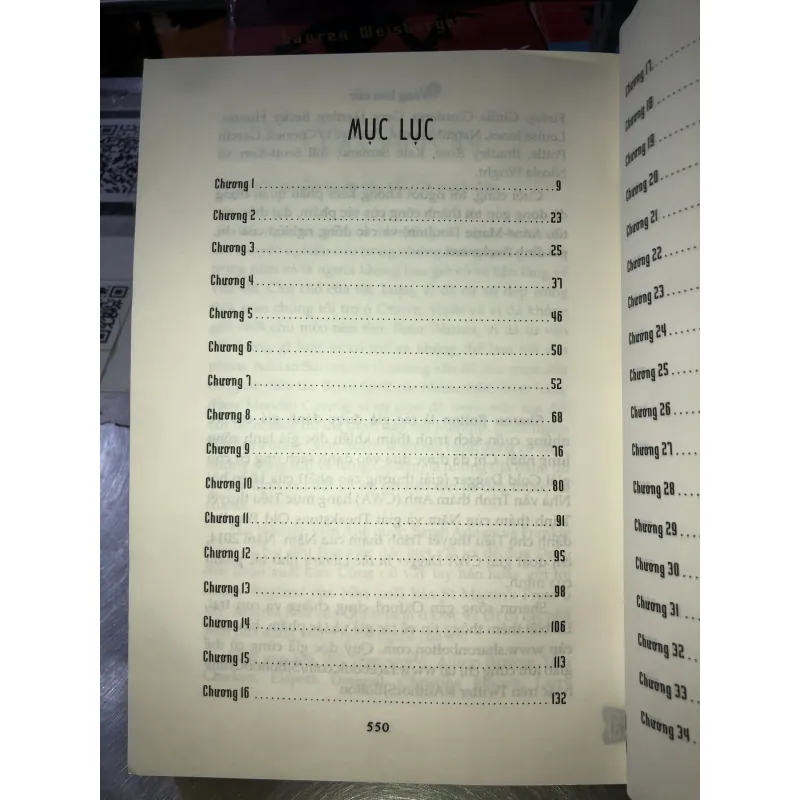 Lauren Weisberger
MỤC LỤC
Chương 1 ........ 9
Chương 2 ........ 23
Chương 3 ........ 25
Chương 4 ........ 37
Chương 5 ........ 46
Chương 6 ........ 50
Chương 7 ........ 52
Chương 8 ........ 68
Chương 9 ........ 76
Chương 10 ........ 80
Chương 11 ........ 91
Chương 12 ........ 95
Chương 13 ........ 98
Chương 14 ........ 106
Chương 15 ........ 113
Chương 16 ........ 132
550
Chương 17
Chương 18
Chương 19
Chương 20
Chương 21
Chương 22
Chương 23
Chương 24
Chương 25
Chương 26
Chương 27
Chương 28
Chương 29
Chương 30
Chương 31
Chương 32
Chương 33
Chương 34